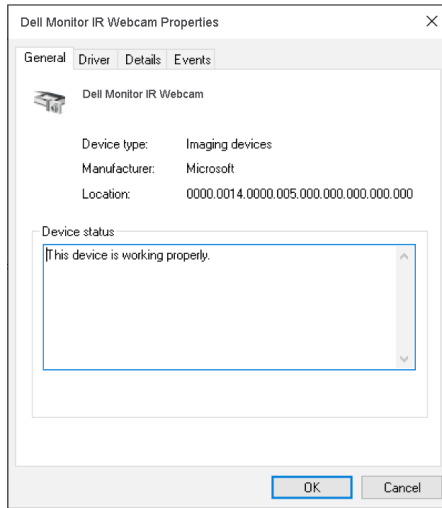 Dell Monitor IR Webcam Properties
General Driver Details Events
Dell Monitor IR Webcam
Device type: Imaging devices
Manufacturer: Microsoft
Location: 0000.0014.0000.005.000.000.000.000.000
Device status
This device is working properly.
OK Cancel